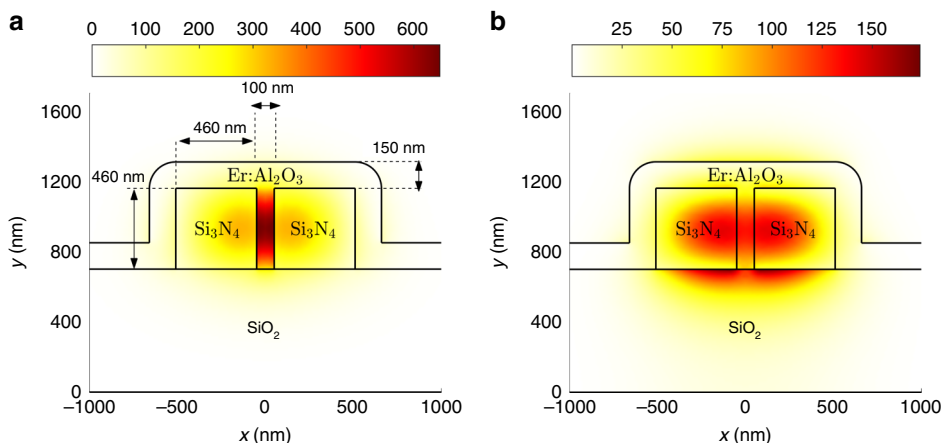 a
0 100 200 300 400 500 600
100 nm
460 nm
150 nm
460 nm
Er:Al₂O₃
Si₃N₄ Si₃N₄
SiO₂
1600
1200
800
400
0
y (nm)
–1000 –500 0 500 1000
x (nm)
b
25 50 75 100 125 150
Er:Al₂O₃
Si₃N₄ Si₃N₄
SiO₂
1600
1200
800
400
0
y (nm)
–1000 –500 0 500 1000
x (nm)